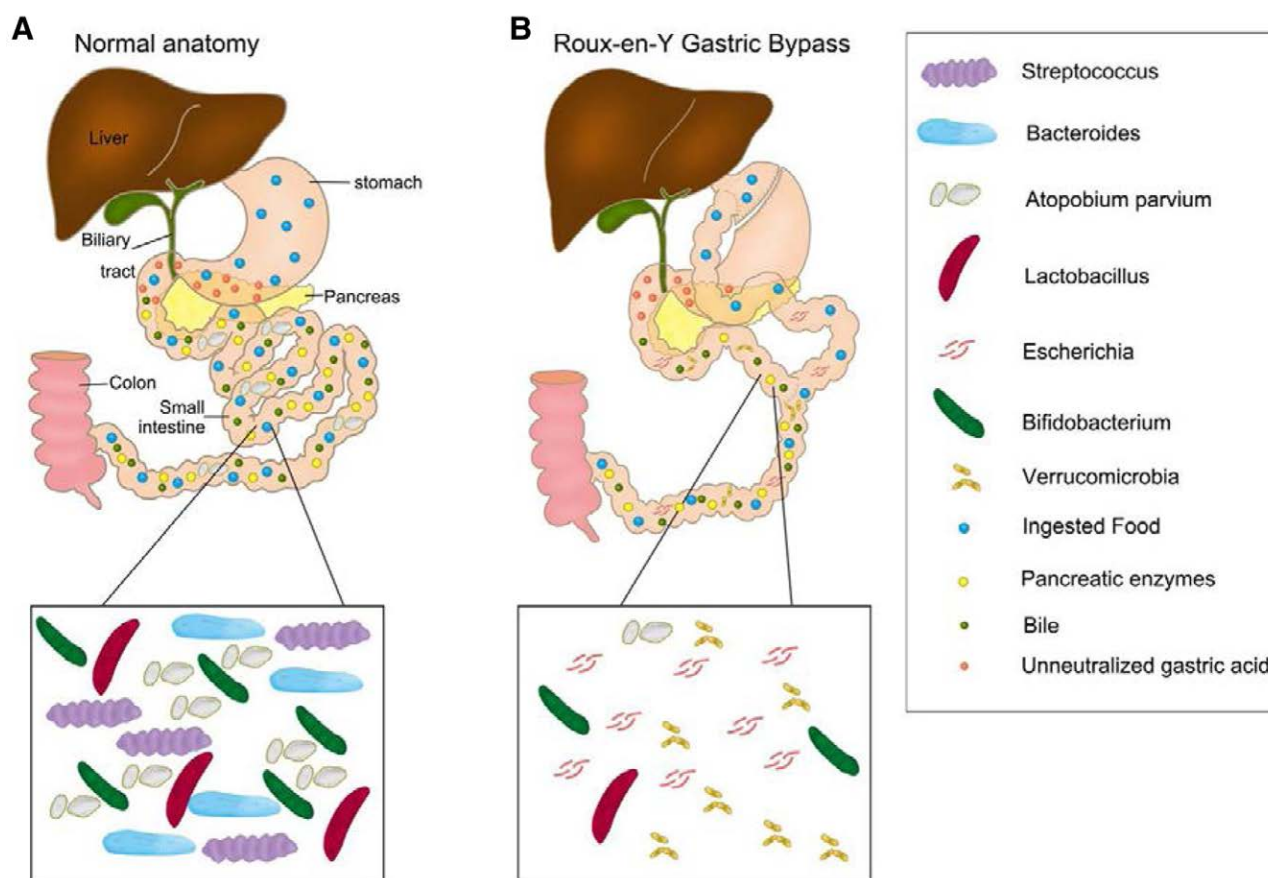 A
Normal anatomy
Liver
stomach
Biliary
tract
Pancreas
Colon
Small
intestine
B
Roux-en-Y Gastric Bypass
Streptococcus
Bacteroides
Atopobium parvium
Lactobacillus
Escherichia
Bifidobacterium
Verrucomicrobia
Ingested Food
Pancreatic enzymes
Bile
Unneutralized gastric acid